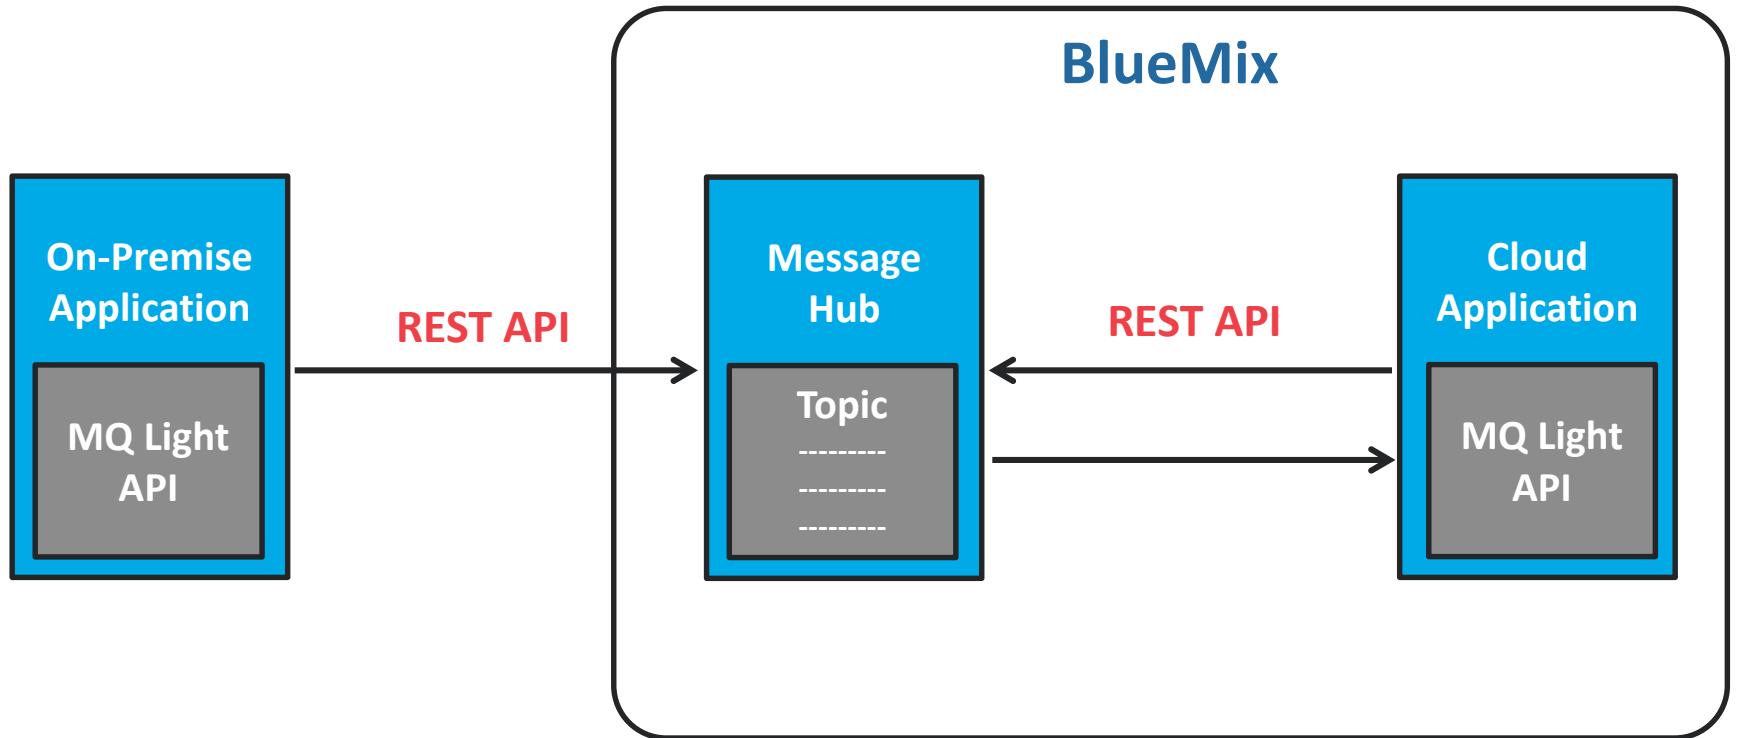 BlueMix
On-Premise
Application
MQ Light
API
REST API
Message
Hub
Topic
---------
---------
---------
REST API
Cloud
Application
MQ Light
API